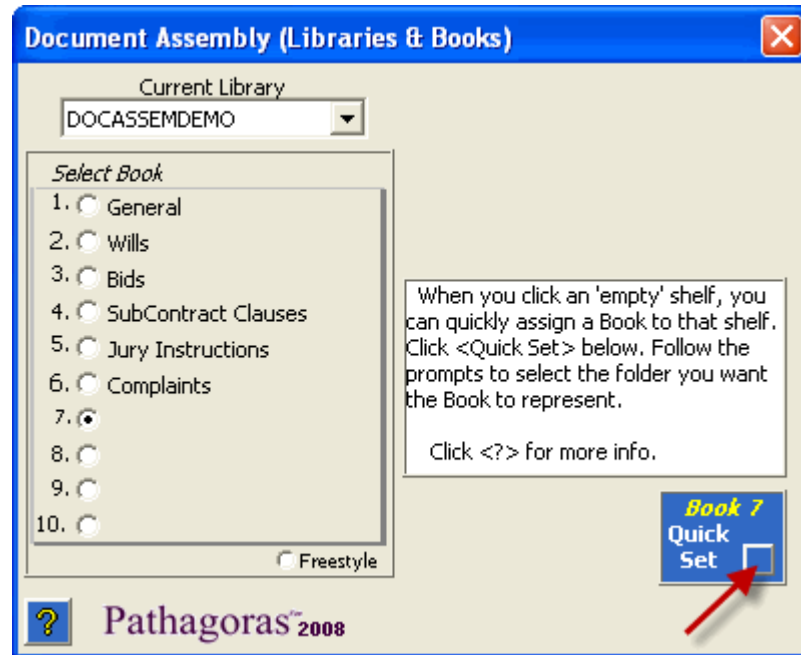 Document Assembly (Libraries & Books)
Current Library
DOCASSEMDEMO
Select Book
1. General
2. Wills
3. Bids
4. SubContract Clauses
5. Jury Instructions
6. Complaints
7.
8.
9.
10.
Freestyle
When you click an 'empty' shelf, you
can quickly assign a Book to that shelf.
Click <Quick Set> below. Follow the
prompts to select the folder you want
the Book to represent.
Click <?> for more info.
Book 7
Quick
Set
?
Pathagoras™ 2008